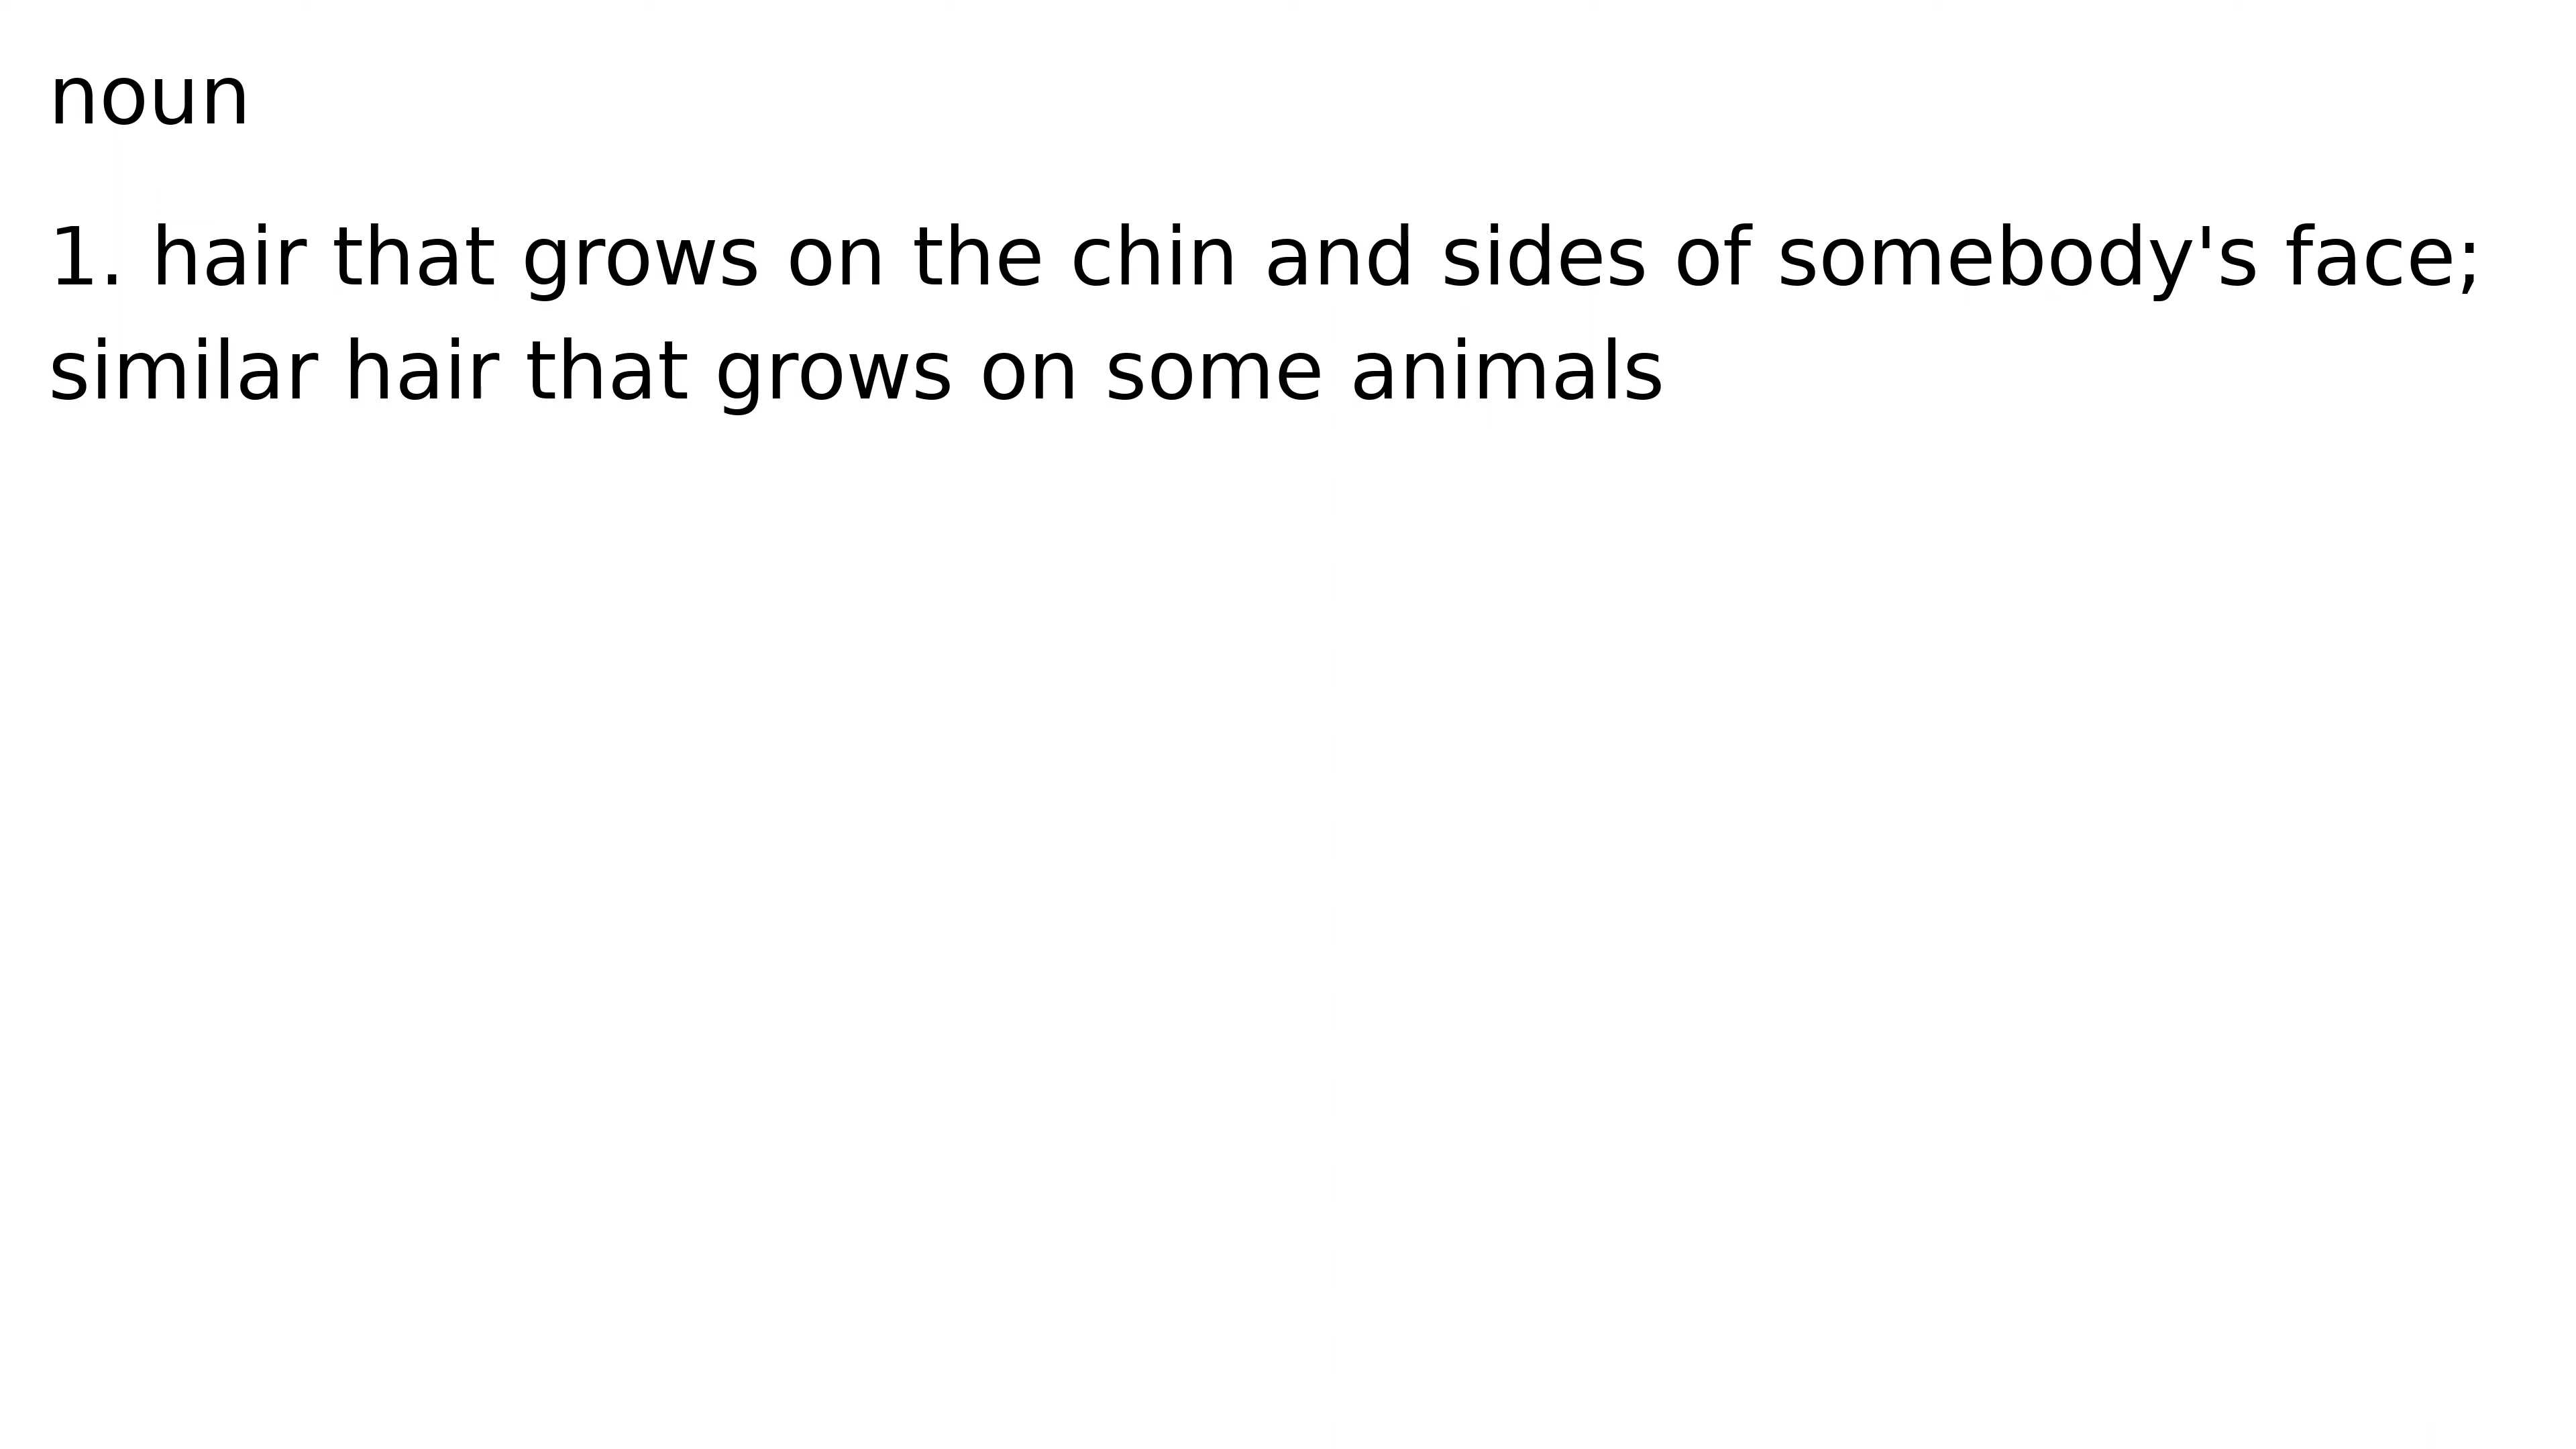 noun
1. hair that grows on the chin and sides of somebody's face;
similar hair that grows on some animals